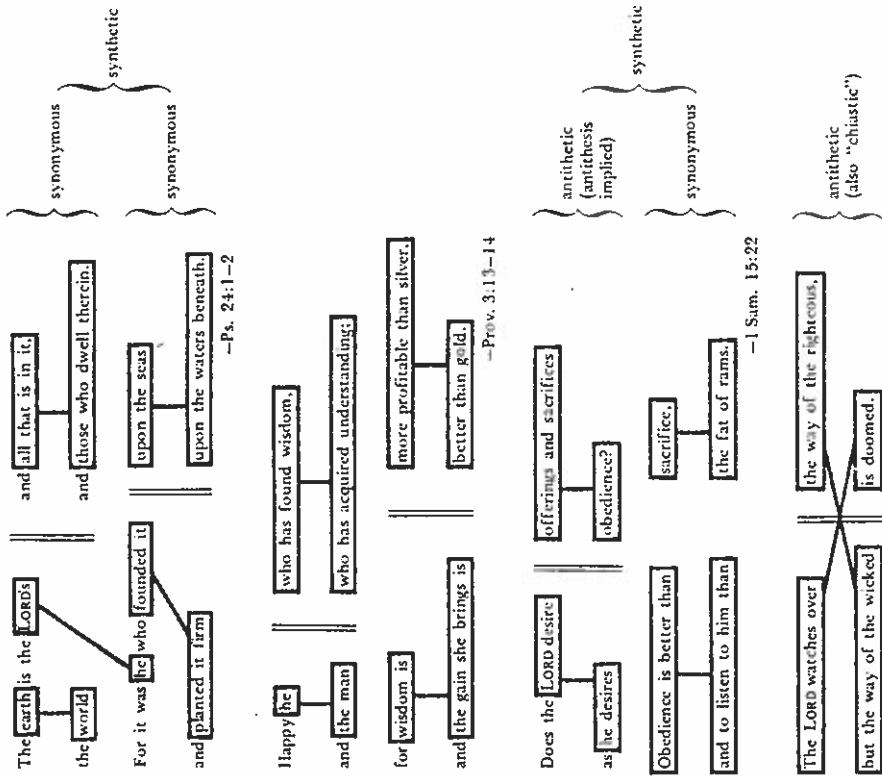 The earth is the LORD's and all that is in it, synonymous
the world and those who dwell therein.
synthetic
For it was he who founded it upon the seas synonymous
and planted it firm upon the waters beneath.
—Ps. 24:1–2
Happy he who has found wisdom,
and the man who has acquired understanding;
for wisdom is more profitable than silver,
and the gain she brings is better than gold.
—Prov. 3:13–14
Does the LORD desire offerings and sacrifices antithetic
(antithesis
as he desires obedience? implied)
synthetic
Obedience is better than sacrifice, synonymous
and to listen to him than the fat of rams.
—1 Sam. 15:22
The LORD watches over the way of the righteous, antithetic
but the way of the wicked is doomed. (also "chiastic")